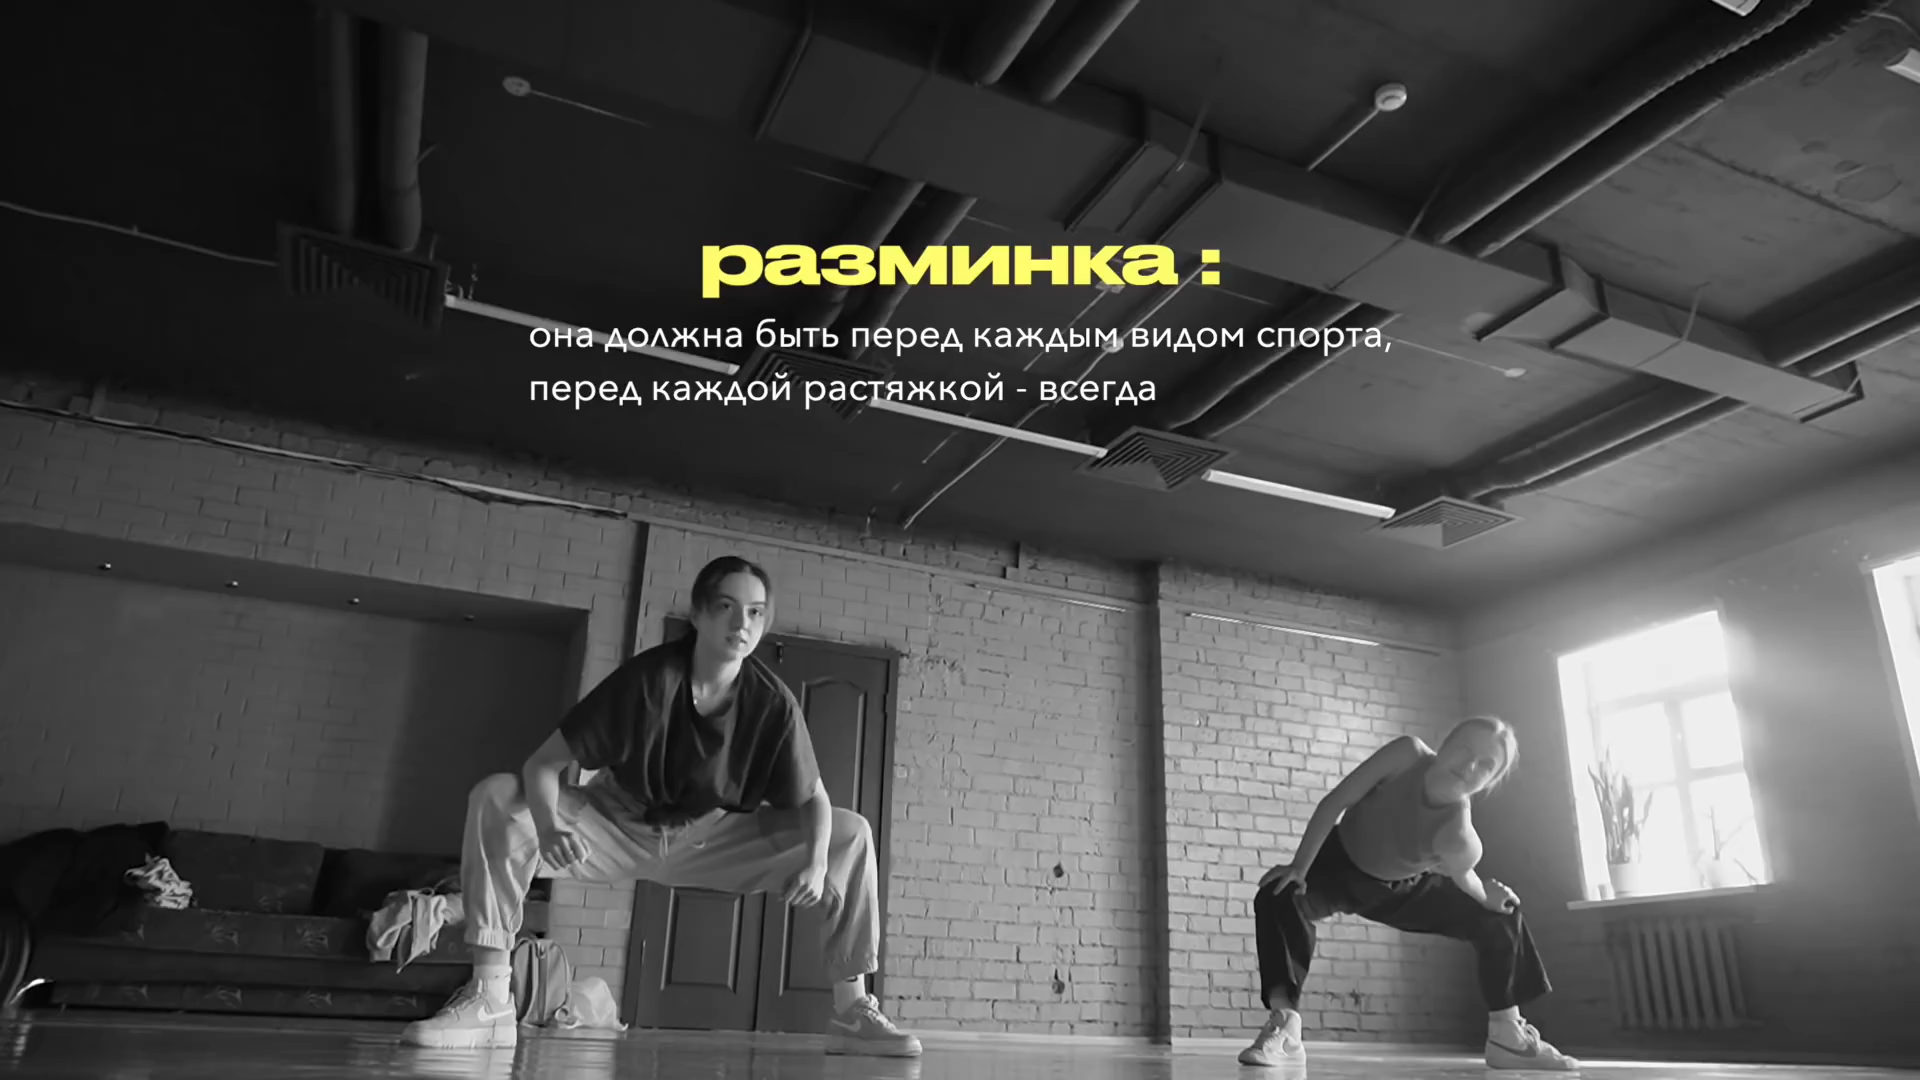 разминка :
она должна быть перед каждым видом спорта,
перед каждой растяжкой - всегда